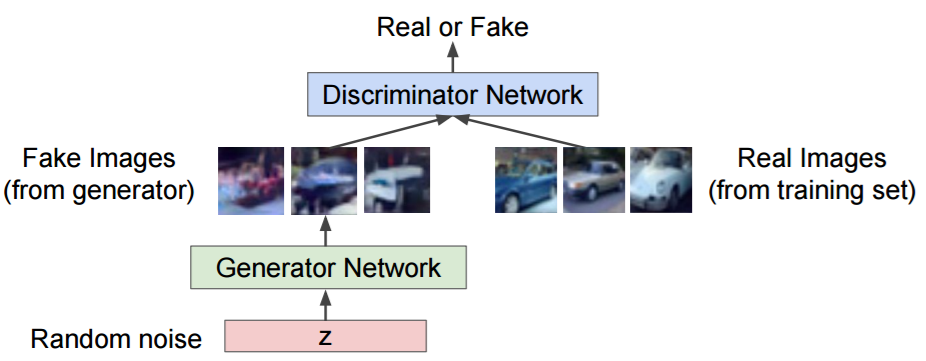 Real or Fake
Discriminator Network
Fake Images
(from generator)
Real Images
(from training set)
Generator Network
Random noise
z